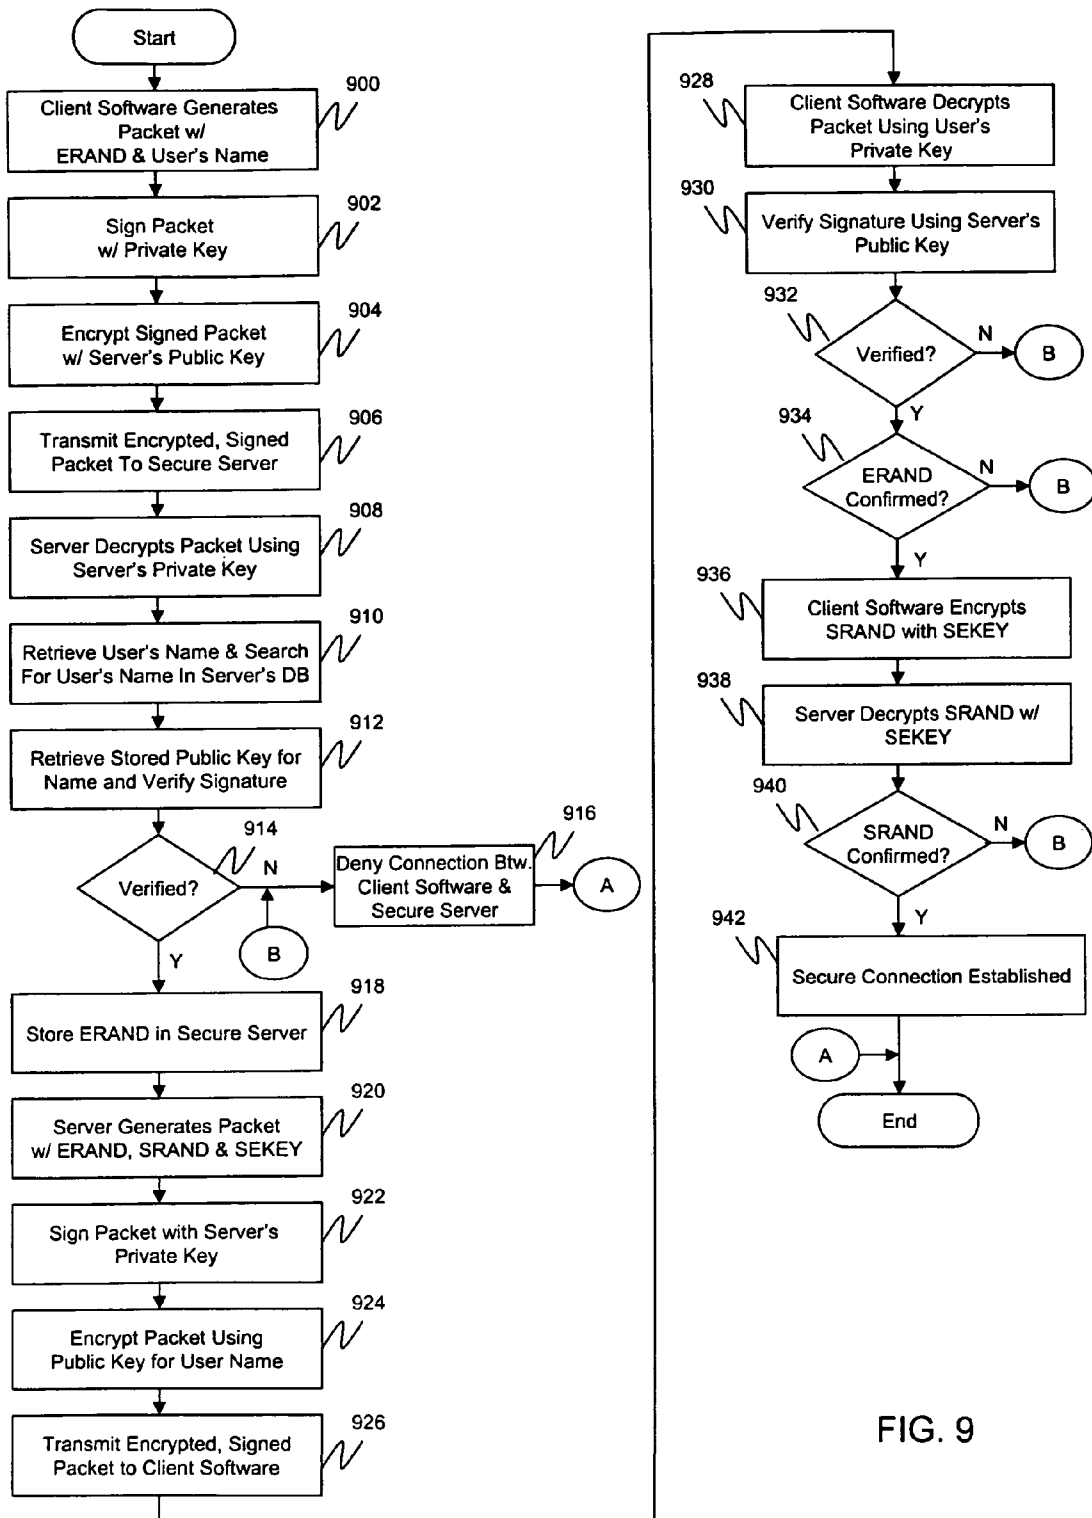 Start
900
Client Software Generates
Packet w/
ERAND & User's Name
902
Sign Packet
w/ Private Key
904
Encrypt Signed Packet
w/ Server's Public Key
906
Transmit Encrypted, Signed
Packet To Secure Server
908
Server Decrypts Packet Using
Server's Private Key
910
Retrieve User's Name & Search
For User's Name In Server's DB
912
Retrieve Stored Public Key for
Name and Verify Signature
914
Verified?
N
B
Y
916
Deny Connection Btw.
Client Software &
Secure Server
A
918
Store ERAND in Secure Server
920
Server Generates Packet
w/ ERAND, SRAND & SEKEY
922
Sign Packet with Server's
Private Key
924
Encrypt Packet Using
Public Key for User Name
926
Transmit Encrypted, Signed
Packet to Client Software
928
Client Software Decrypts
Packet Using User's
Private Key
930
Verify Signature Using Server's
Public Key
932
Verified?
N
B
Y
934
ERAND
Confirmed?
N
B
Y
936
Client Software Encrypts
SRAND with SEKEY
938
Server Decrypts SRAND w/
SEKEY
940
SRAND
Confirmed?
N
B
Y
942
Secure Connection Established
A
End
FIG. 9